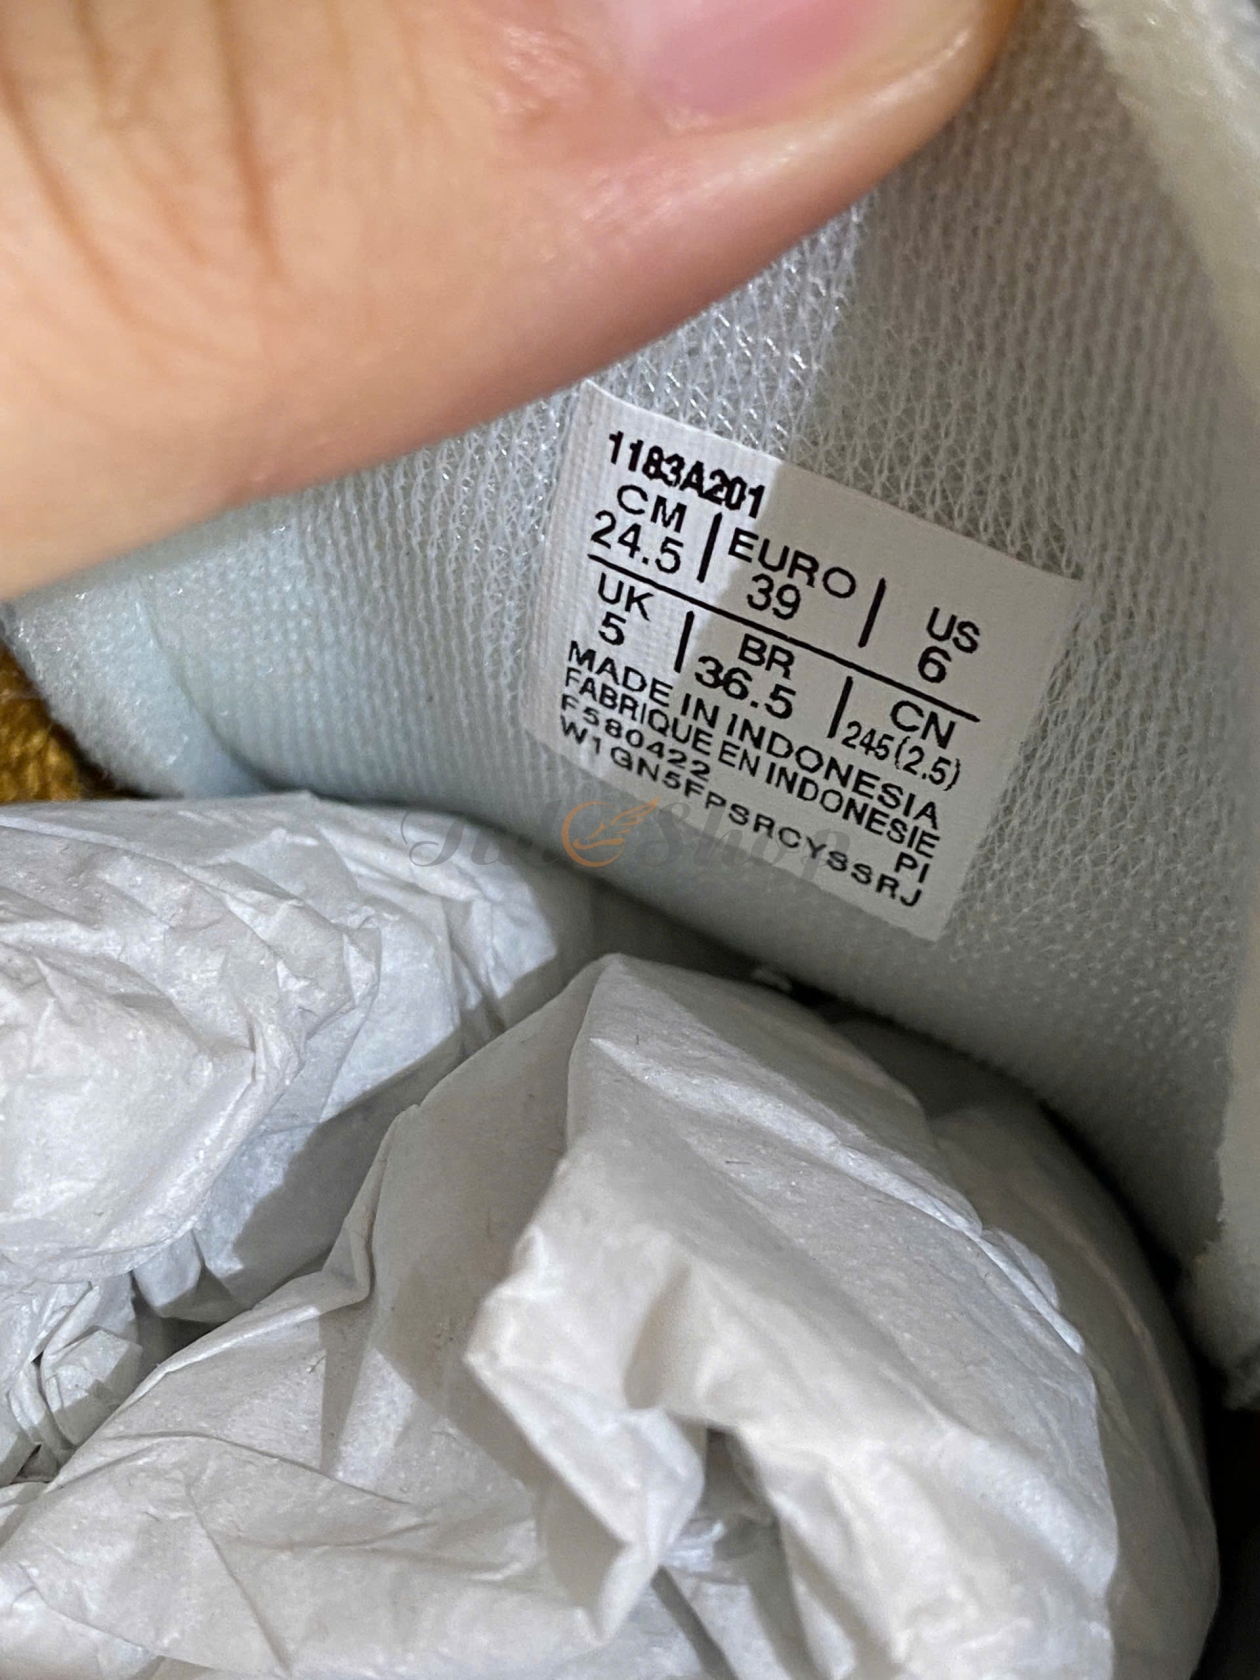 1183A201
CM | EURO | US
24.5 39 6
UK | BR | CN
5 36.5 245(2.5)
MADE IN INDONESIA
FABRIQUE EN INDONESIE
F580422 PI
W1GN5FPSRCYSSRJ
Shop